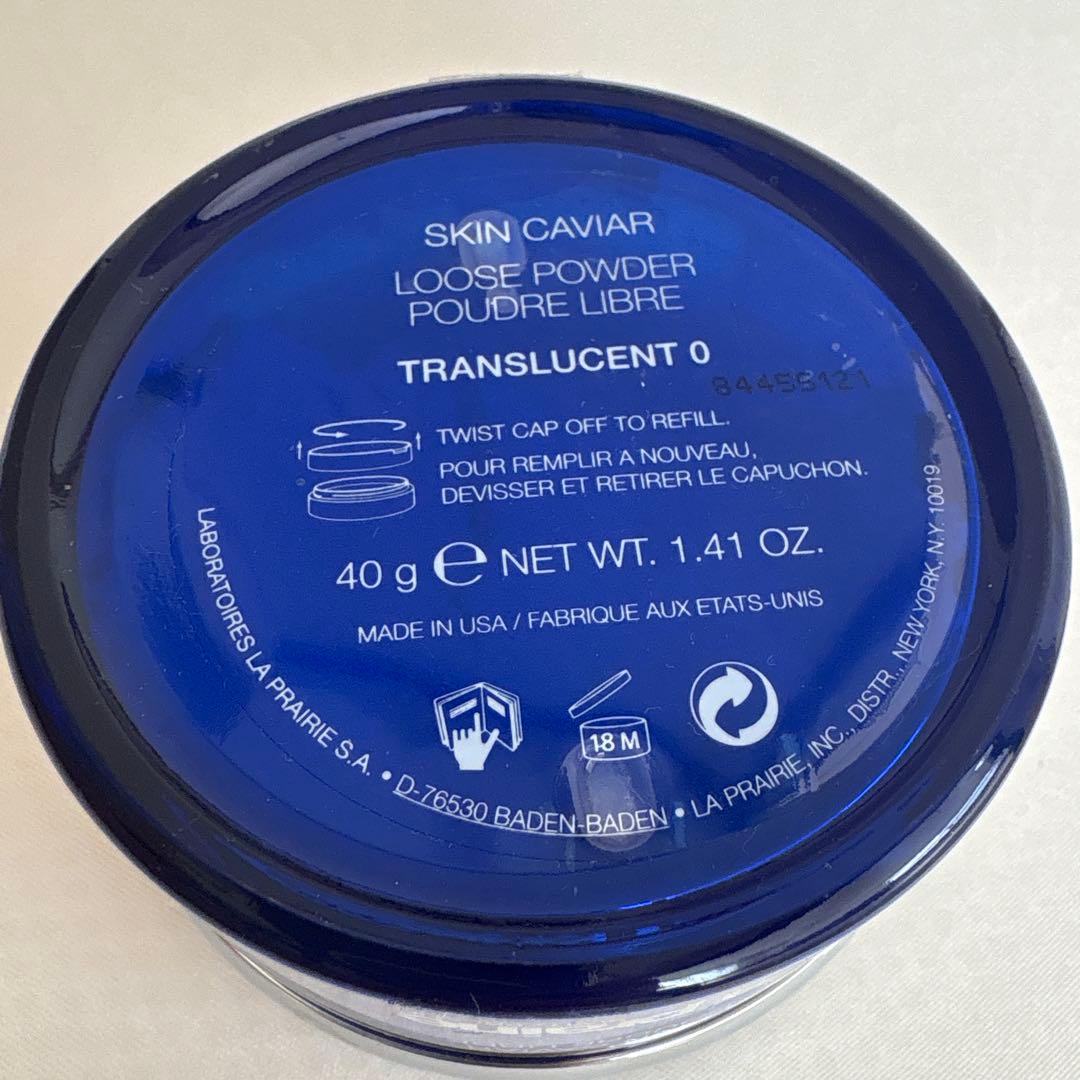 SKIN CAVIAR
LOOSE POWDER
POUDRE LIBRE
TRANSLUCENT 0
TWIST CAP OFF TO REFILL.
POUR REMPLIR A NOUVEAU,
DEVISSER ET RETIRER LE CAPUCHON.
40 g e NET WT. 1.41 OZ.
MADE IN USA / FABRIQUE AUX ETATS-UNIS
18 M
LABORATOIRES LA PRAIRIE S.A. • D-76530 BADEN-BADEN • LA PRAIRIE, INC., DISTR., NEW YORK, N.Y. 10019